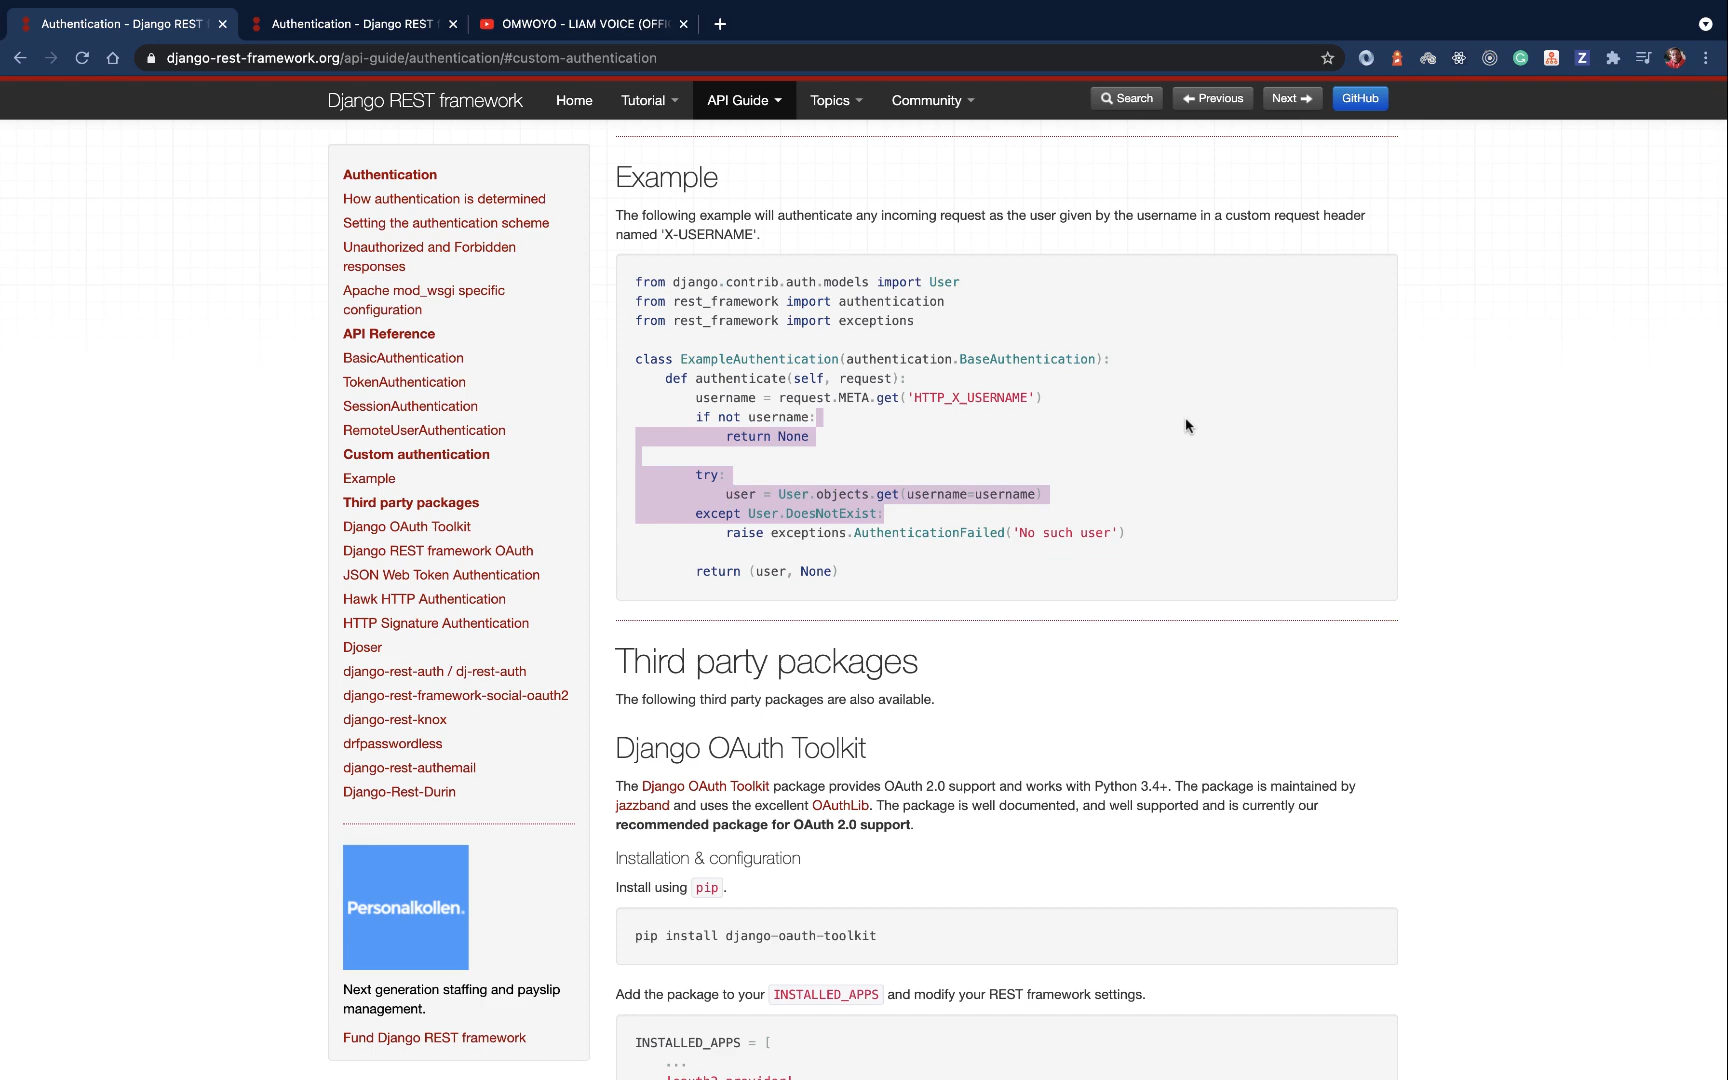 Authentication - Django REST
Authentication - Django REST
OMWOYO - LIAM VOICE (OFFI
django-rest-framework.org/api-guide/authentication/#custom-authentication
Django REST framework
Home
Tutorial
API Guide
Topics
Community
Search
Previous
Next
GitHub
Authentication
How authentication is determined
Setting the authentication scheme
Unauthorized and Forbidden
responses
Apache mod_wsgi specific
configuration
API Reference
BasicAuthentication
TokenAuthentication
SessionAuthentication
RemoteUserAuthentication
Custom authentication
Example
Third party packages
Django OAuth Toolkit
Django REST framework OAuth
JSON Web Token Authentication
Hawk HTTP Authentication
HTTP Signature Authentication
Djoser
django-rest-auth / dj-rest-auth
django-rest-framework-social-oauth2
django-rest-knox
drfpasswordless
django-rest-authemail
Django-Rest-Durin
Personalkollen.
Next generation staffing and payslip
management.
Fund Django REST framework
Example
The following example will authenticate any incoming request as the user given by the username in a custom request header
named 'X-USERNAME'.
from django.contrib.auth.models import User
from rest_framework import authentication
from rest_framework import exceptions
class ExampleAuthentication(authentication.BaseAuthentication):
def authenticate(self, request):
username = request.META.get('HTTP_X_USERNAME')
if not username:
return None
try:
user = User.objects.get(username=username)
except User.DoesNotExist:
raise exceptions.AuthenticationFailed('No such user')
return (user, None)
Third party packages
The following third party packages are also available.
Django OAuth Toolkit
The Django OAuth Toolkit package provides OAuth 2.0 support and works with Python 3.4+. The package is maintained by
jazzband and uses the excellent OAuthLib. The package is well documented, and well supported and is currently our
recommended package for OAuth 2.0 support.
Installation & configuration
Install using pip.
pip install django-oauth-toolkit
Add the package to your INSTALLED_APPS and modify your REST framework settings.
INSTALLED_APPS = [
...